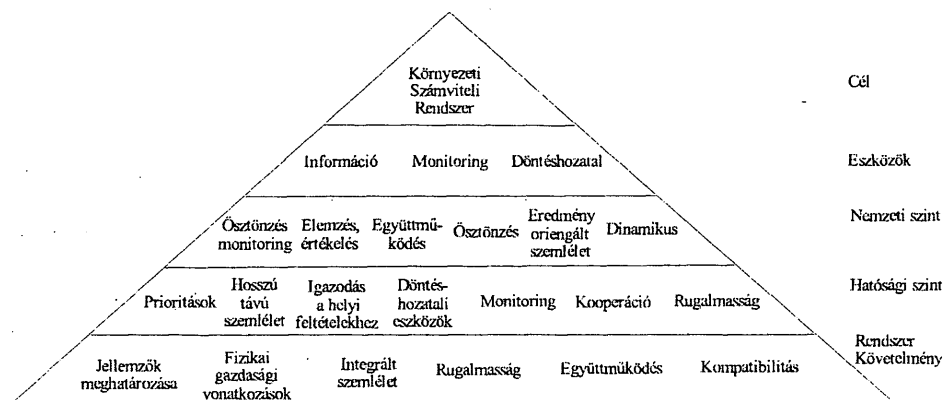 Környezeti
Számviteli
Rendszer
Cél
Információ Monitoring Döntéshozatal
Eszközök
Ösztönzés
monitoring
Elemzés,
értékelés
Együttmű-
ködés
Ösztönzés
Eredmény
oriengált
szemlélet
Dinamikus
Nemzeti szint
Prioritások
Hosszú
távú
szemlélet
Igazodás
a helyi
feltételekhez
Döntés-
hozatali
eszközök
Monitoring
Kooperáció
Rugalmasság
Hatósági szint
Jellemzők
meghatározása
Fizikai
gazdasági
vonatkozások
Integrált
szemlélet
Rugalmasság
Együttműködés
Kompatibilitás
Rendszer
Követelmény